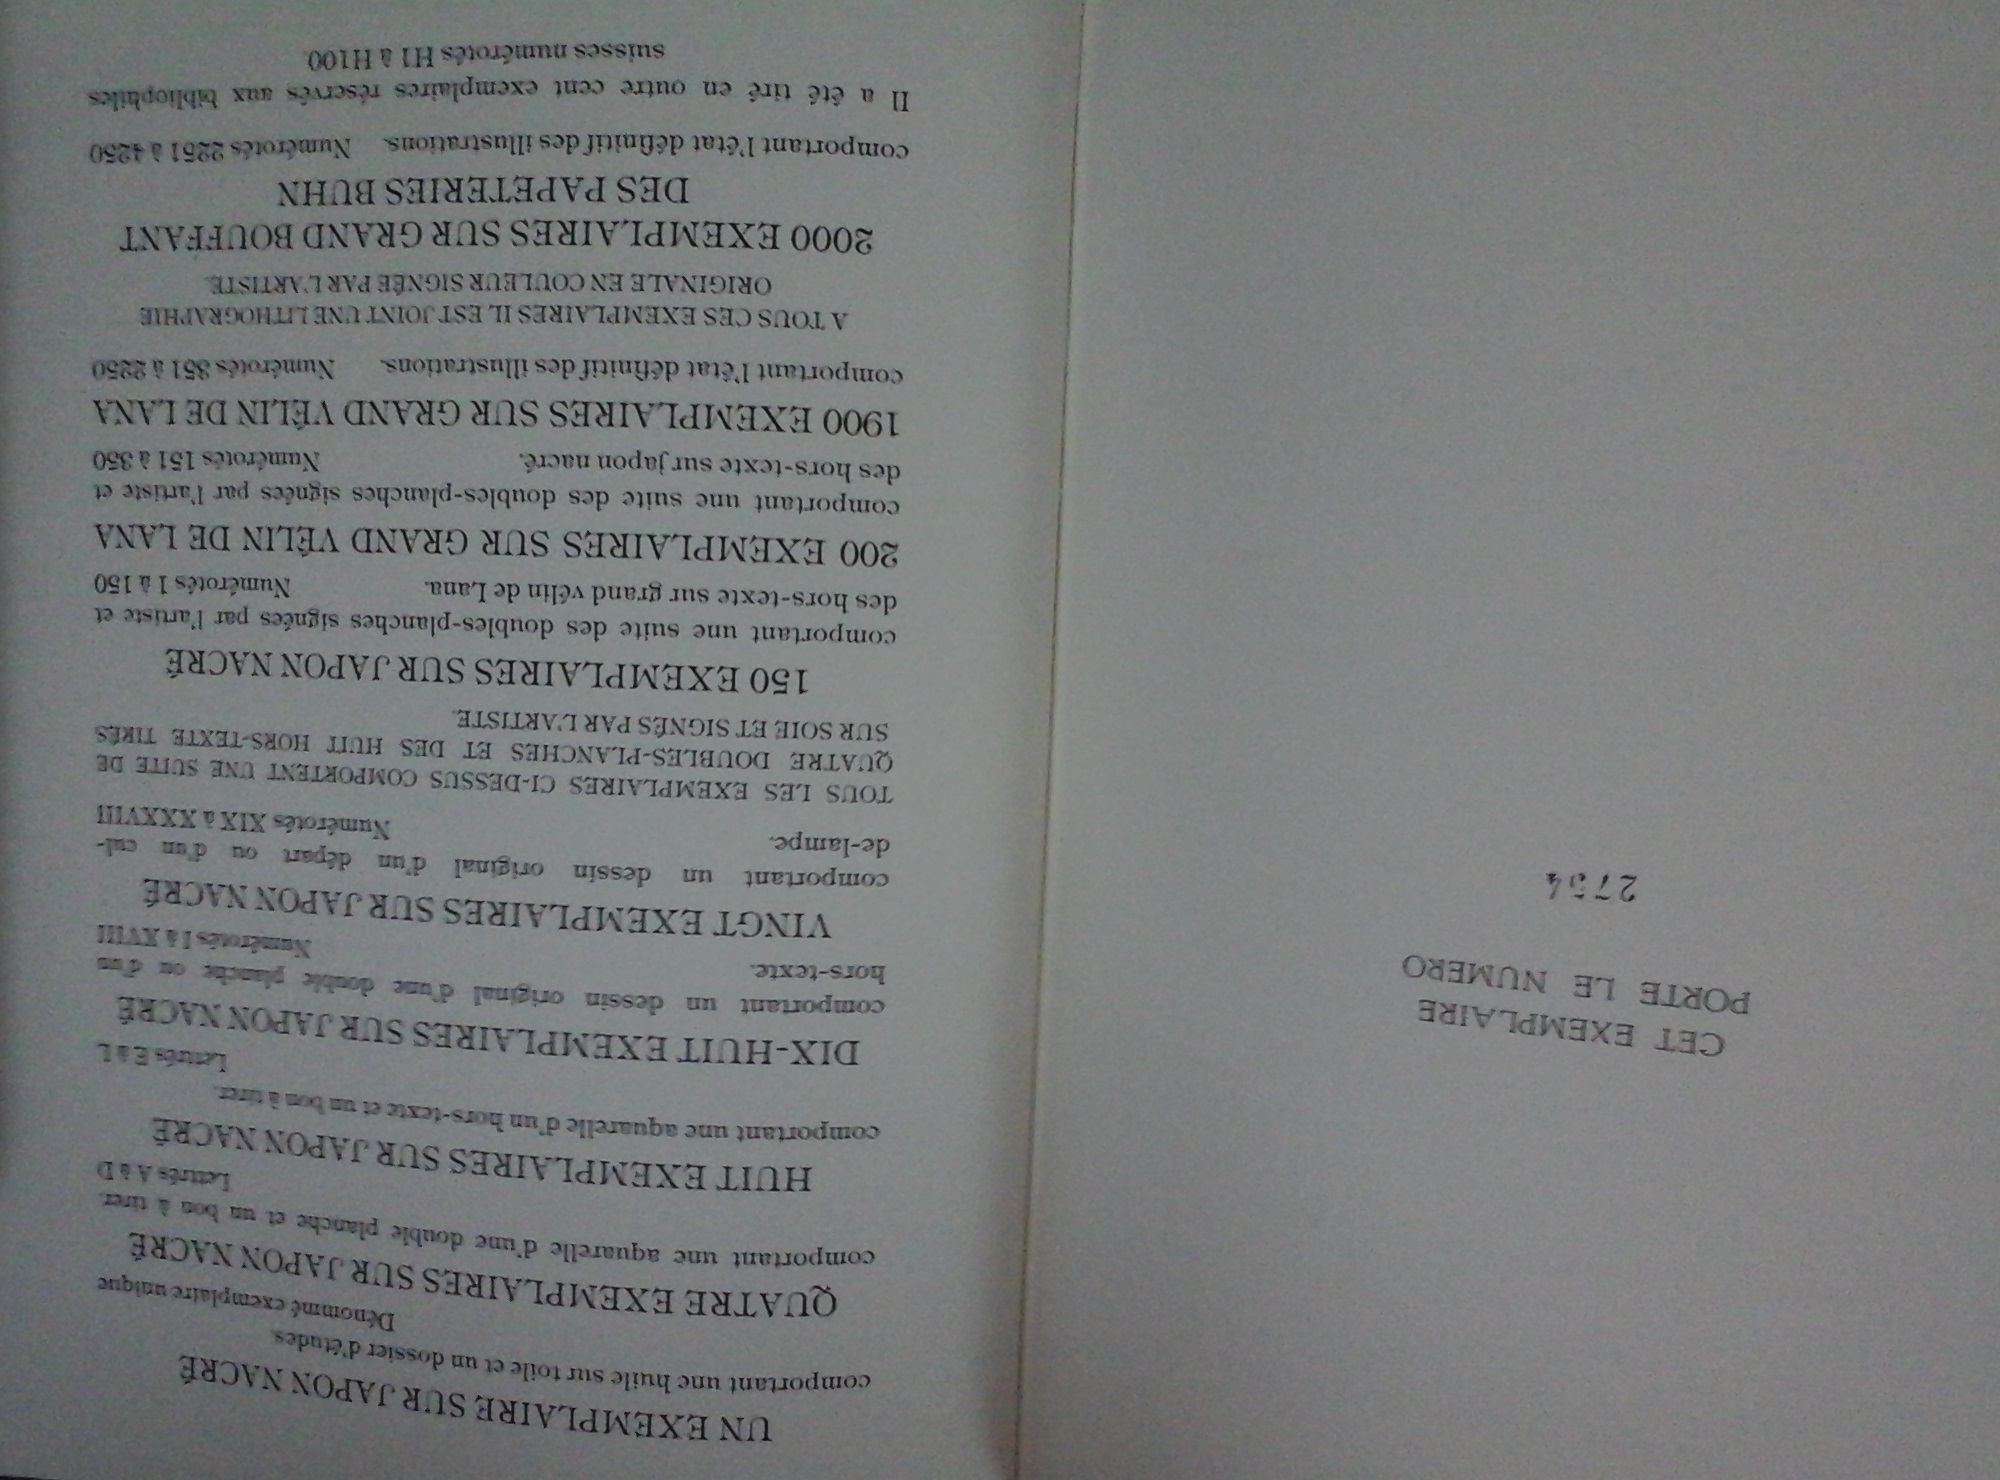 CET EXEMPLAIRE
PORTE LE NUMERO
2754
UN EXEMPLAIRE SUR JAPON NACRÉ
comportant une huile sur toile et un dossier d'études.
Dénommé exemplaire unique
QUATRE EXEMPLAIRES SUR JAPON NACRÉ
comportant une aquarelle d'une double planche et un bon à tirer.
Lettrés A à D
HUIT EXEMPLAIRES SUR JAPON NACRÉ
comportant une aquarelle d'un hors-texte et un bon à tirer.
Lettrés E à L
DIX-HUIT EXEMPLAIRES SUR JAPON NACRÉ
comportant un dessin original d'une double planche ou d'un
hors-texte. Numérotés I à XVIII
VINGT EXEMPLAIRES SUR JAPON NACRÉ
comportant un dessin original d'un départ ou d'un cul-
de-lampe. Numérotés XIX à XXXVIII
TOUS LES EXEMPLAIRES CI-DESSUS COMPORTENT UNE SUITE DE
QUATRE DOUBLES-PLANCHES ET DES HUIT HORS-TEXTE TIRÉS
SUR SOIE ET SIGNÉS PAR L'ARTISTE.
150 EXEMPLAIRES SUR JAPON NACRÉ
comportant une suite des doubles-planches signées par l'artiste et
des hors-texte sur grand vélin de Lana. Numérotés 1 à 150
200 EXEMPLAIRES SUR GRAND VÉLIN DE LANA
comportant une suite des doubles-planches signées par l'artiste et
des hors-texte sur japon nacré. Numérotés 151 à 350
1900 EXEMPLAIRES SUR GRAND VÉLIN DE LANA
comportant l'état définitif des illustrations. Numérotés 351 à 2250
A TOUS CES EXEMPLAIRES IL EST JOINT UNE LITHOGRAPHIE
ORIGINALE EN COULEUR SIGNÉE PAR L'ARTISTE.
2000 EXEMPLAIRES SUR GRAND BOUFFANT
DES PAPETERIES BUHN
comportant l'état définitif des illustrations. Numérotés 2251 à 4250
Il a été tiré en outre cent exemplaires réservés aux bibliophiles
suisses numérotés H1 à H100.